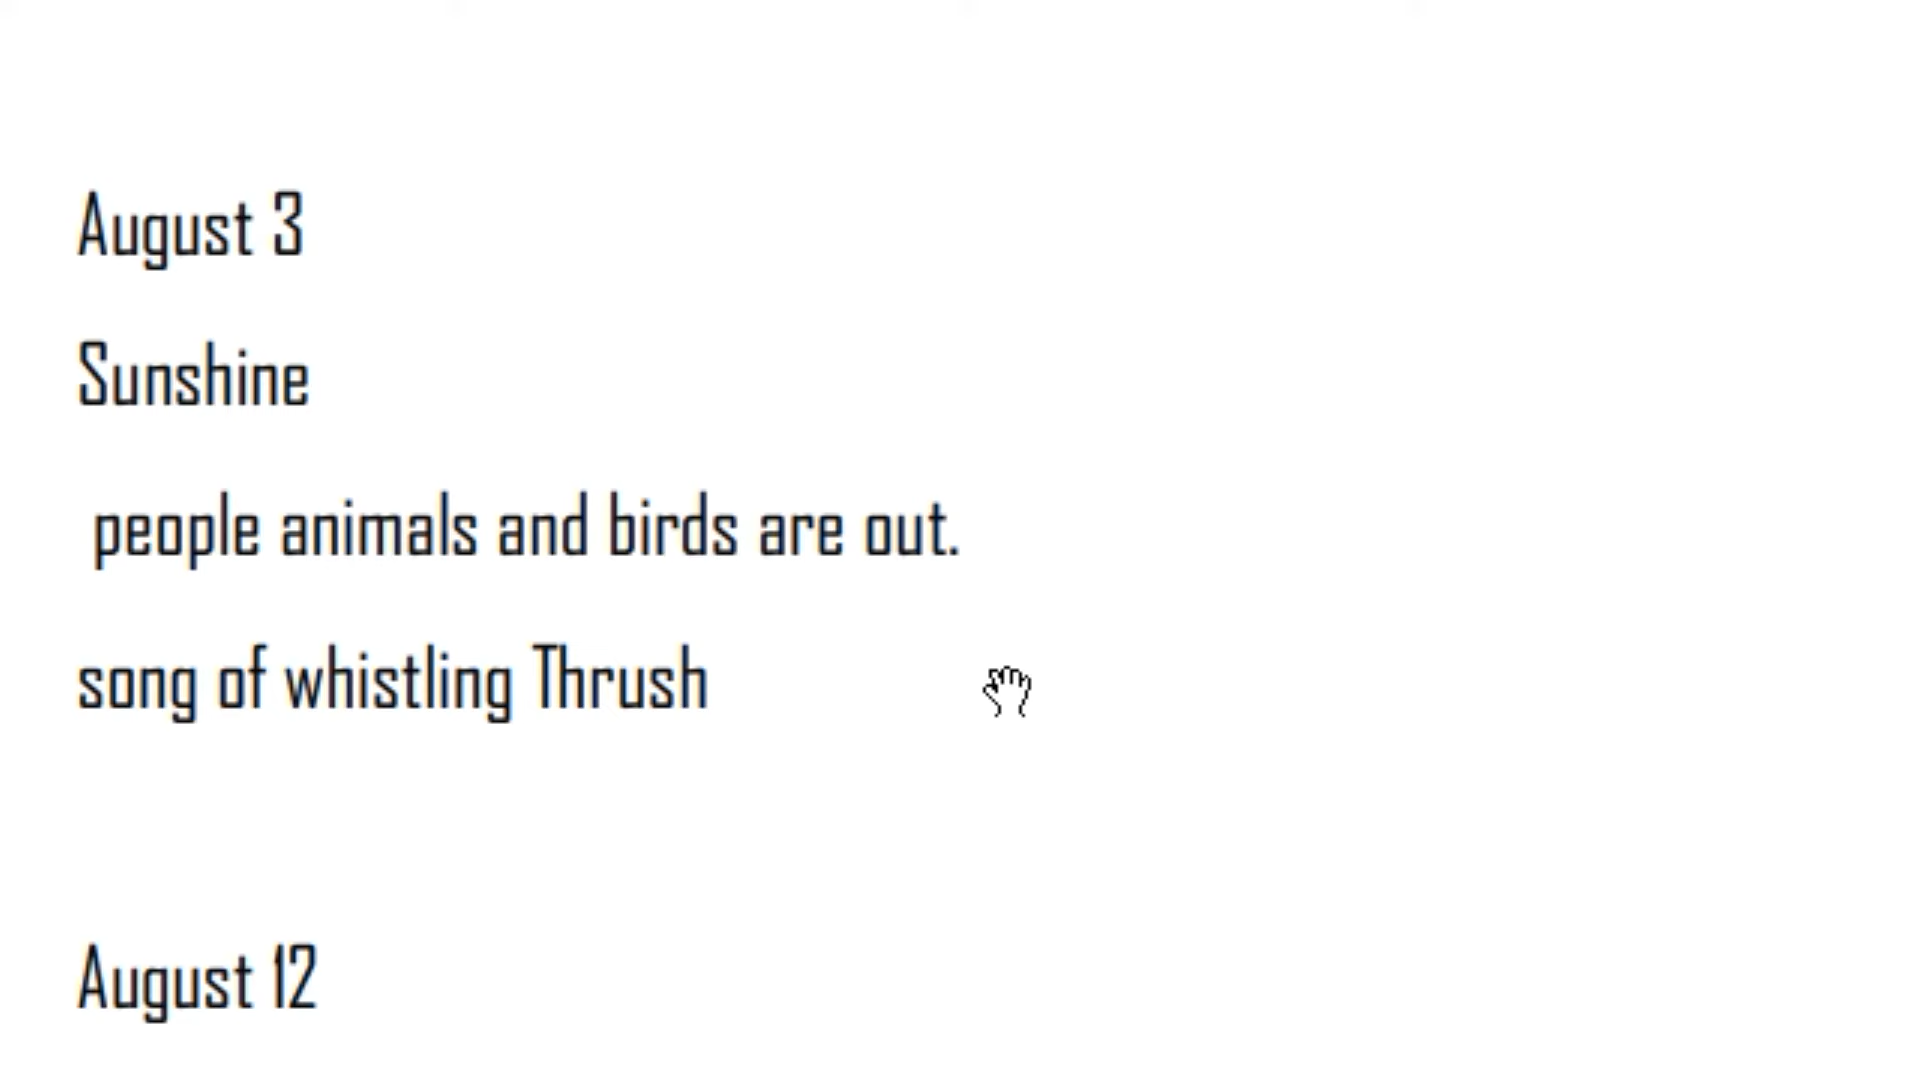 August 3
Sunshine
people animals and birds are out.
song of whistling Thrush
August 12